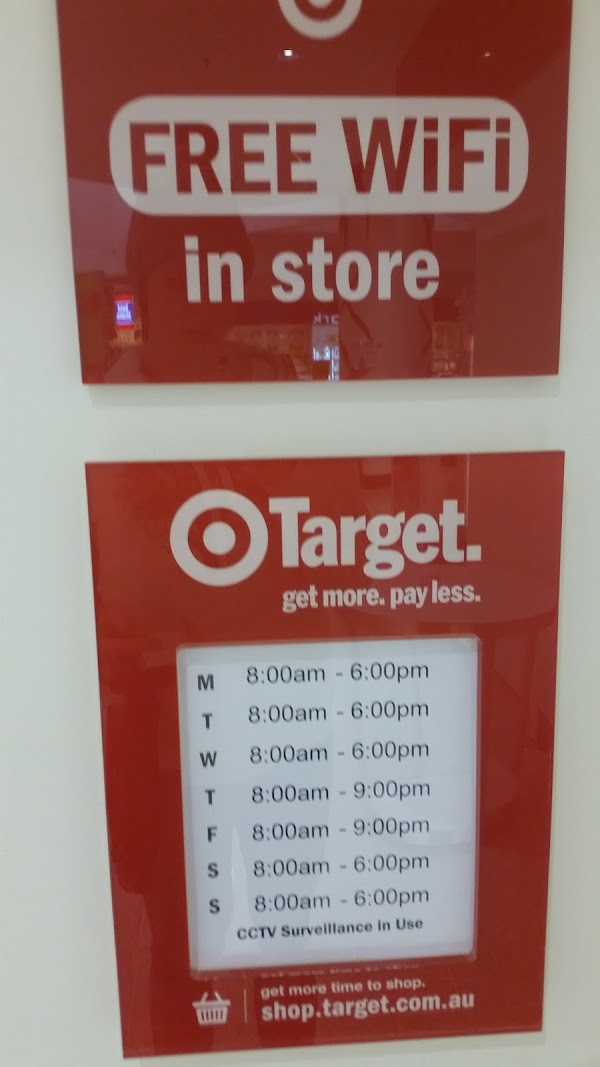 FREE WiFi
in store
Target.
get more. pay less.
M 8:00am - 6:00pm
T 8:00am - 6:00pm
W 8:00am - 6:00pm
T 8:00am - 9:00pm
F 8:00am - 9:00pm
S 8:00am - 6:00pm
S 8:00am - 6:00pm
CCTV Surveillance in Use
get more time to shop.
shop.target.com.au